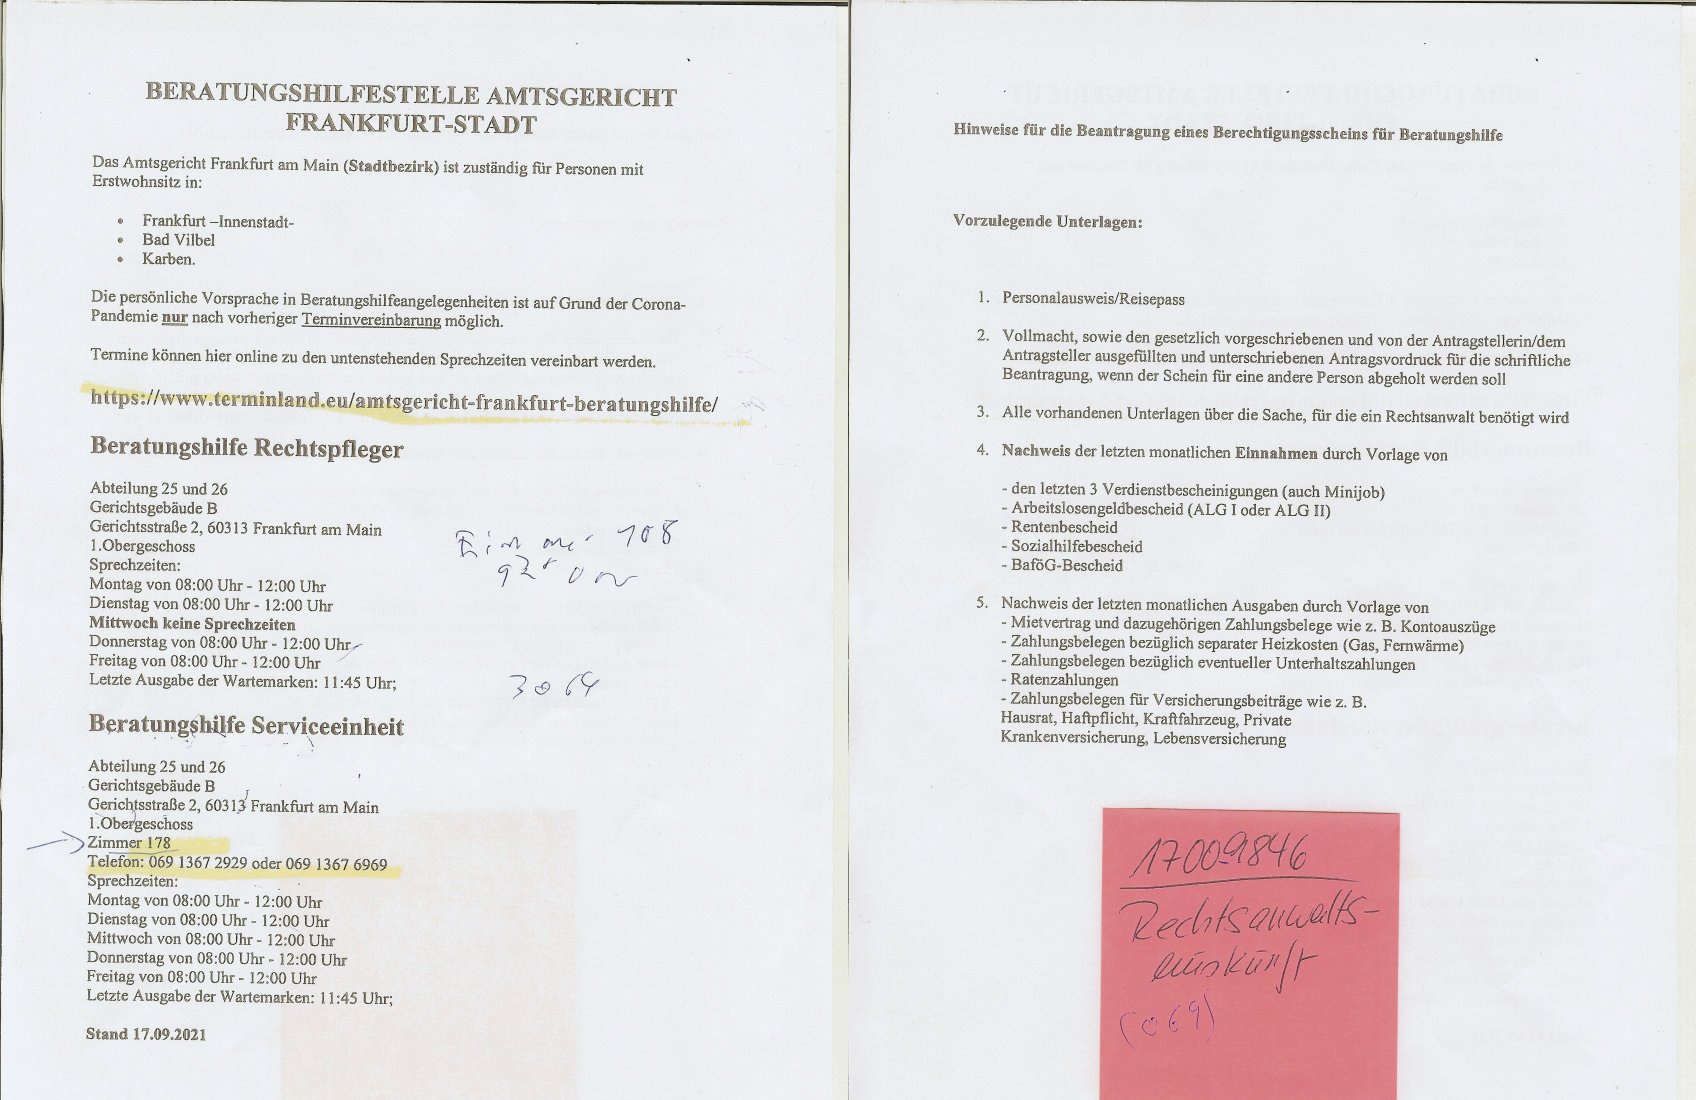 BERATUNGSHILFESTELLE AMTSGERICHT
FRANKFURT-STADT
Das Amtsgericht Frankfurt am Main (Stadtbezirk) ist zuständig für Personen mit
Erstwohnsitz in:
• Frankfurt –Innenstadt-
• Bad Vilbel
• Karben.
Die persönliche Vorsprache in Beratungshilfeangelegenheiten ist auf Grund der Corona-
Pandemie nur nach vorheriger Terminvereinbarung möglich.
Termine können hier online zu den untenstehenden Sprechzeiten vereinbart werden.
https://www.terminland.eu/amtsgericht-frankfurt-beratungshilfe/
Beratungshilfe Rechtspfleger
Abteilung 25 und 26
Gerichtsgebäude B
Gerichtsstraße 2, 60313 Frankfurt am Main
1.Obergeschoss
Sprechzeiten:
Montag von 08:00 Uhr - 12:00 Uhr
Dienstag von 08:00 Uhr - 12:00 Uhr
Mittwoch keine Sprechzeiten
Donnerstag von 08:00 Uhr - 12:00 Uhr
Freitag von 08:00 Uhr - 12:00 Uhr
Letzte Ausgabe der Wartemarken: 11:45 Uhr;
Zimmer 108
3064
Beratungshilfe Serviceeinheit
Abteilung 25 und 26
Gerichtsgebäude B
Gerichtsstraße 2, 60313 Frankfurt am Main
1.Obergeschoss
Zimmer 178
Telefon: 069 1367 2929 oder 069 1367 6969
Sprechzeiten:
Montag von 08:00 Uhr - 12:00 Uhr
Dienstag von 08:00 Uhr - 12:00 Uhr
Mittwoch von 08:00 Uhr - 12:00 Uhr
Donnerstag von 08:00 Uhr - 12:00 Uhr
Freitag von 08:00 Uhr - 12:00 Uhr
Letzte Ausgabe der Wartemarken: 11:45 Uhr;
Stand 17.09.2021
Hinweise für die Beantragung eines Berechtigungsscheins für Beratungshilfe
Vorzulegende Unterlagen:
1. Personalausweis/Reisepass
2. Vollmacht, sowie den gesetzlich vorgeschriebenen und von der Antragstellerin/dem
Antragsteller ausgefüllten und unterschriebenen Antragsvordruck für die schriftliche
Beantragung, wenn der Schein für eine andere Person abgeholt werden soll
3. Alle vorhandenen Unterlagen über die Sache, für die ein Rechtsanwalt benötigt wird
4. Nachweis der letzten monatlichen Einnahmen durch Vorlage von
- den letzten 3 Verdienstbescheinigungen (auch Minijob)
- Arbeitslosengeldbescheid (ALG I oder ALG II)
- Rentenbescheid
- Sozialhilfebescheid
- BaföG-Bescheid
5. Nachweis der letzten monatlichen Ausgaben durch Vorlage von
- Mietvertrag und dazugehörigen Zahlungsbelege wie z. B. Kontoauszüge
- Zahlungsbelegen bezüglich separater Heizkosten (Gas, Fernwärme)
- Zahlungsbelegen bezüglich eventueller Unterhaltszahlungen
- Ratenzahlungen
- Zahlungsbelegen für Versicherungsbeiträge wie z. B.
Hausrat, Haftpflicht, Kraftfahrzeug, Private
Krankenversicherung, Lebensversicherung
17009846
Rechtsanwalts-
auskunft
(069)